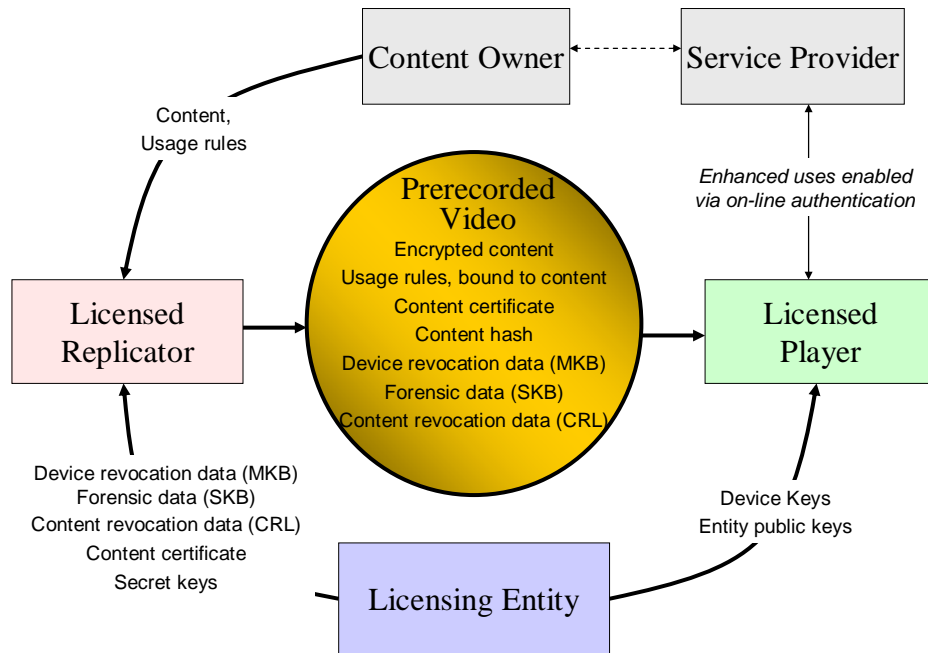 Content Owner
Service Provider
Content,
Usage rules
Enhanced uses enabled
via on-line authentication
Prerecorded
Video
Encrypted content
Usage rules, bound to content
Content certificate
Content hash
Device revocation data (MKB)
Forensic data (SKB)
Content revocation data (CRL)
Licensed
Replicator
Licensed
Player
Device revocation data (MKB)
Forensic data (SKB)
Content revocation data (CRL)
Content certificate
Secret keys
Device Keys
Entity public keys
Licensing Entity